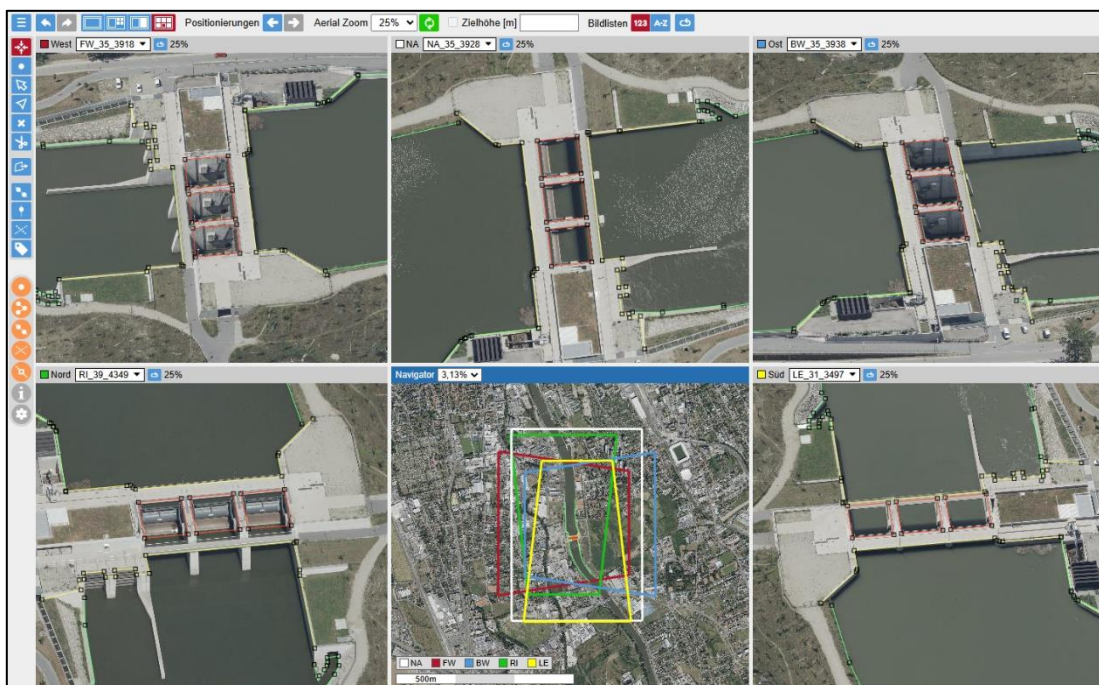 Positionierungen Aerial Zoom 25% Zielhöhe [m] Bildlisten 123 A-Z
West FW_35_3918 25%
NA NA_35_3928 25%
Ost BW_35_3938 25%
Nord RI_39_4349 25%
Navigator 3,13%
Süd LE_31_3497 25%
NA FW BW RI LE
500m